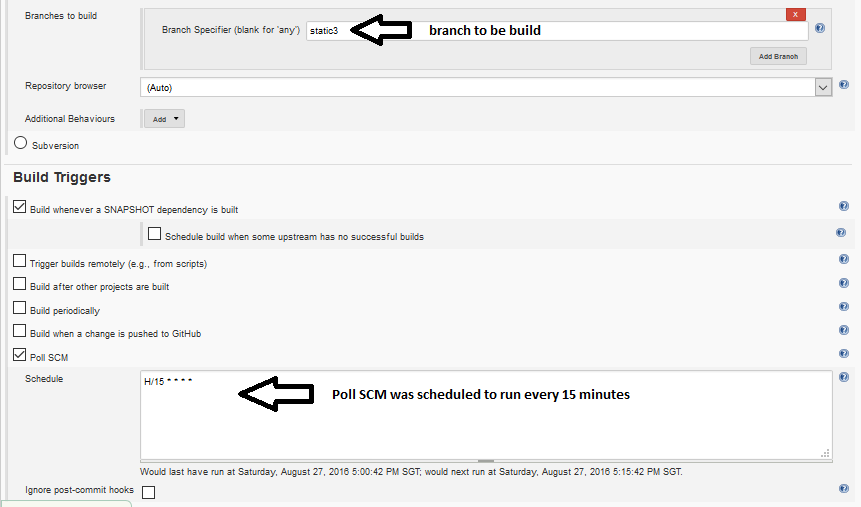 Branches to build
X
Branch Specifier (blank for 'any') static3 branch to be build
Add Branch
Repository browser (Auto)
Additional Behaviours Add
Subversion
Build Triggers
Build whenever a SNAPSHOT dependency is built
Schedule build when some upstream has no successful builds
Trigger builds remotely (e.g., from scripts)
Build after other projects are built
Build periodically
Build when a change is pushed to GitHub
Poll SCM
Schedule H/15 * * * *
Poll SCM was scheduled to run every 15 minutes
Would last have run at Saturday, August 27, 2016 5:00:42 PM SGT; would next run at Saturday, August 27, 2016 5:15:42 PM SGT.
Ignore post-commit hooks